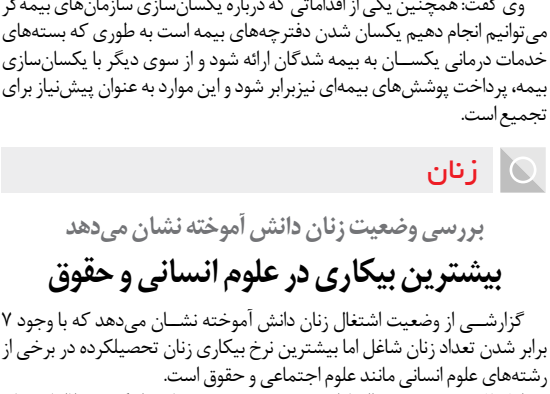 وی گفت: همچنین یکی از اقداماتی که درباره یکسان‌سازی سازمان‌های بیمه گر
می‌توانیم انجام دهیم یکسان شدن دفترچه‌های بیمه است به طوری که بسته‌های
خدمات درمانی یکسان به بیمه شدگان ارائه شود و از سوی دیگر با یکسان‌سازی
بیمه، پرداخت پوشش‌های بیمه‌ای نیزبرابر شود و این موارد به عنوان پیش‌نیاز برای
تجمیع است.
زنان
بررسی وضعیت زنان دانش آموخته نشان می‌دهد
بیشترین بیکاری در علوم انسانی و حقوق
گزارشی از وضعیت اشتغال زنان دانش آموخته نشان می‌دهد که با وجود ۷
برابر شدن تعداد زنان شاغل اما بیشترین نرخ بیکاری زنان تحصیلکرده در برخی از
رشته‌های علوم انسانی مانند علوم اجتماعی و حقوق است.